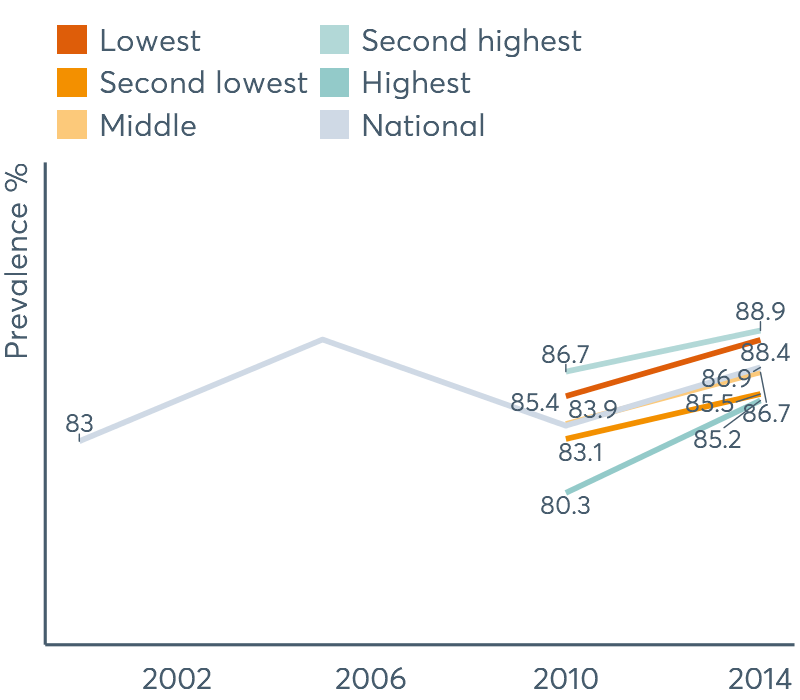 Lowest
Second lowest
Middle
Second highest
Highest
National
Prevalence %
88.9
86.7
88.4
86.9
85.4
83.9
85.5
86.7
83
85.2
83.1
80.3
2002 2006 2010 2014